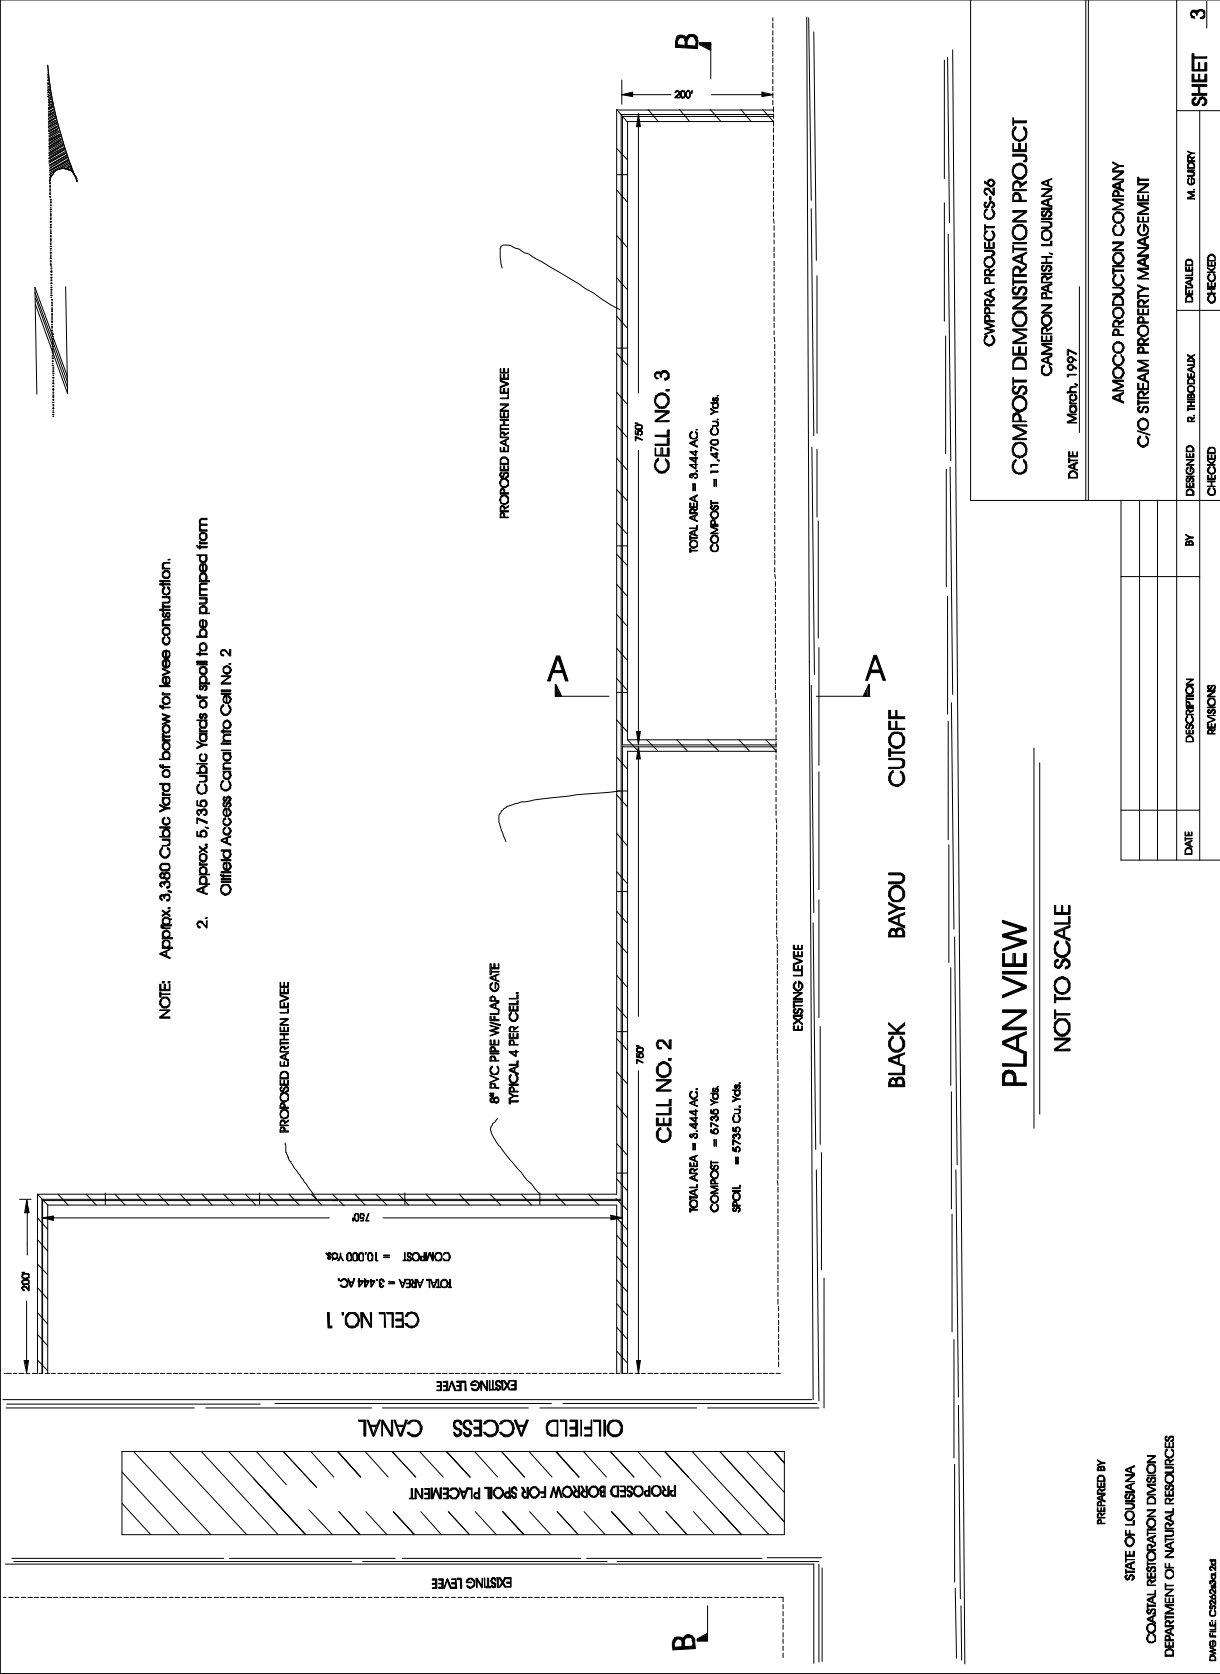 NOTE: Approx. 3,380 Cubic Yard of borrow for levee construction.
2. Approx. 5,735 Cubic Yards of spoil to be pumped from
Oilfield Access Canal Into Cell No. 2
PROPOSED EARTHEN LEVEE
8" PVC PIPE W/FLAP GATE
TYPICAL 4 PER CELL.
PROPOSED EARTHEN LEVEE
200'
750'
CELL NO. 1
TOTAL AREA = 3.444 AC.
COMPOST = 10,000 Yds.
EXISTING LEVEE
OILFIELD ACCESS CANAL
PROPOSED BORROW FOR SPOIL PLACEMENT
EXISTING LEVEE
B
750'
CELL NO. 2
TOTAL AREA = 3.444 AC.
COMPOST = 5735 Yds.
SPOIL = 5735 Cu. Yds.
A
A
750'
CELL NO. 3
TOTAL AREA = 3.444 AC.
COMPOST = 11,470 Cu. Yds.
200'
B
EXISTING LEVEE
BLACK BAYOU CUTOFF
PLAN VIEW
NOT TO SCALE
PREPARED BY
STATE OF LOUISIANA
COASTAL RESTORATION DIVISION
DEPARTMENT OF NATURAL RESOURCES
DATE DESCRIPTION BY
REVISIONS
CWPPRA PROJECT CS-26
COMPOST DEMONSTRATION PROJECT
CAMERON PARISH, LOUISIANA
DATE March, 1997
AMOCO PRODUCTION COMPANY
C/O STREAM PROPERTY MANAGEMENT
DESIGNED R. THIBODEAUX DETAILED M. GUIDRY
CHECKED CHECKED
SHEET 3
DWG FILE: